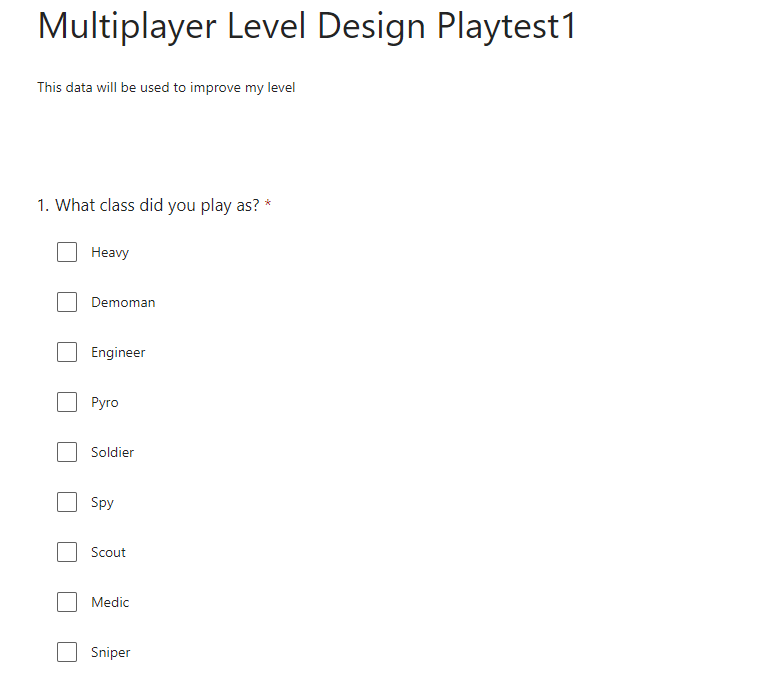 Multiplayer Level Design Playtest1
This data will be used to improve my level
1. What class did you play as? *
Heavy
Demoman
Engineer
Pyro
Soldier
Spy
Scout
Medic
Sniper